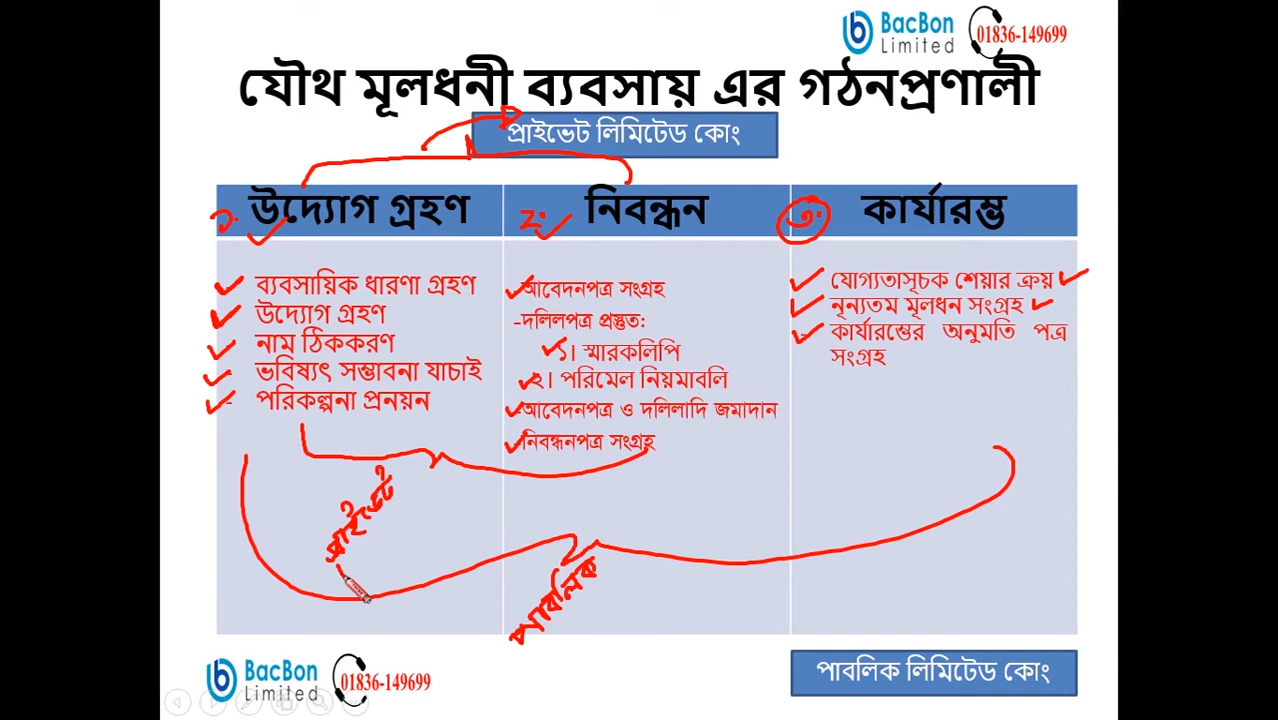 BacBon
Limited
01836-149699
যৌথ মূলধনী ব্যবসায় এর গঠনপ্রণালী
প্রাইভেট লিমিটেড কোং
১. উদ্যোগ গ্রহণ
- ব্যবসায়িক ধারণা গ্রহণ
- উদ্যোগ গ্রহণ
- নাম ঠিককরণ
- ভবিষ্যৎ সম্ভাবনা যাচাই
- পরিকল্পনা প্রনয়ন
২. নিবন্ধন
-আবেদনপত্র সংগ্রহ
-দলিলপত্র প্রস্তুত:
১। স্মারকলিপি
২। পরিমেল নিয়মাবলি
-আবেদনপত্র ও দলিলাদি জমাদান
-নিবন্ধনপত্র সংগ্রহ
৩. কার্যারম্ভ
- যোগ্যতাসূচক শেয়ার ক্রয়
- নূন্যতম মূলধন সংগ্রহ
- কার্যারম্ভের অনুমতি পত্র
সংগ্রহ
প্রাইভেট
পাবলিক
BacBon
Limited
01836-149699
পাবলিক লিমিটেড কোং